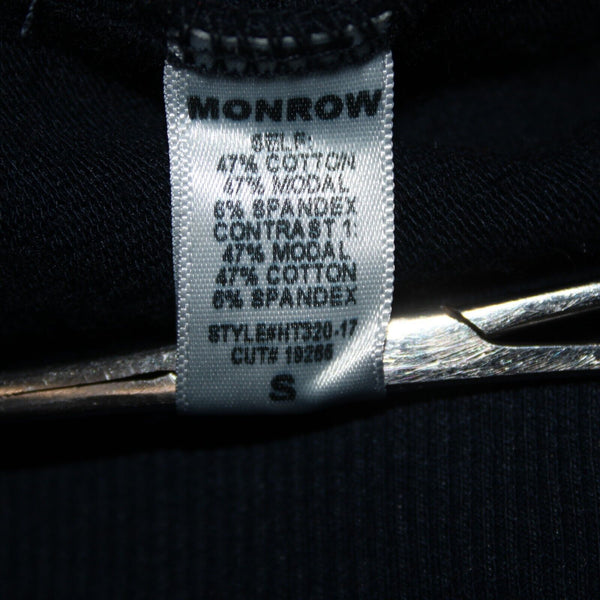 MONROW
SELF:
47% COTTON
47% MODAL
6% SPANDEX
CONTRAST 1:
47% MODAL
47% COTTON
6% SPANDEX
STYLE#HT320-17
CUT# 19266
S